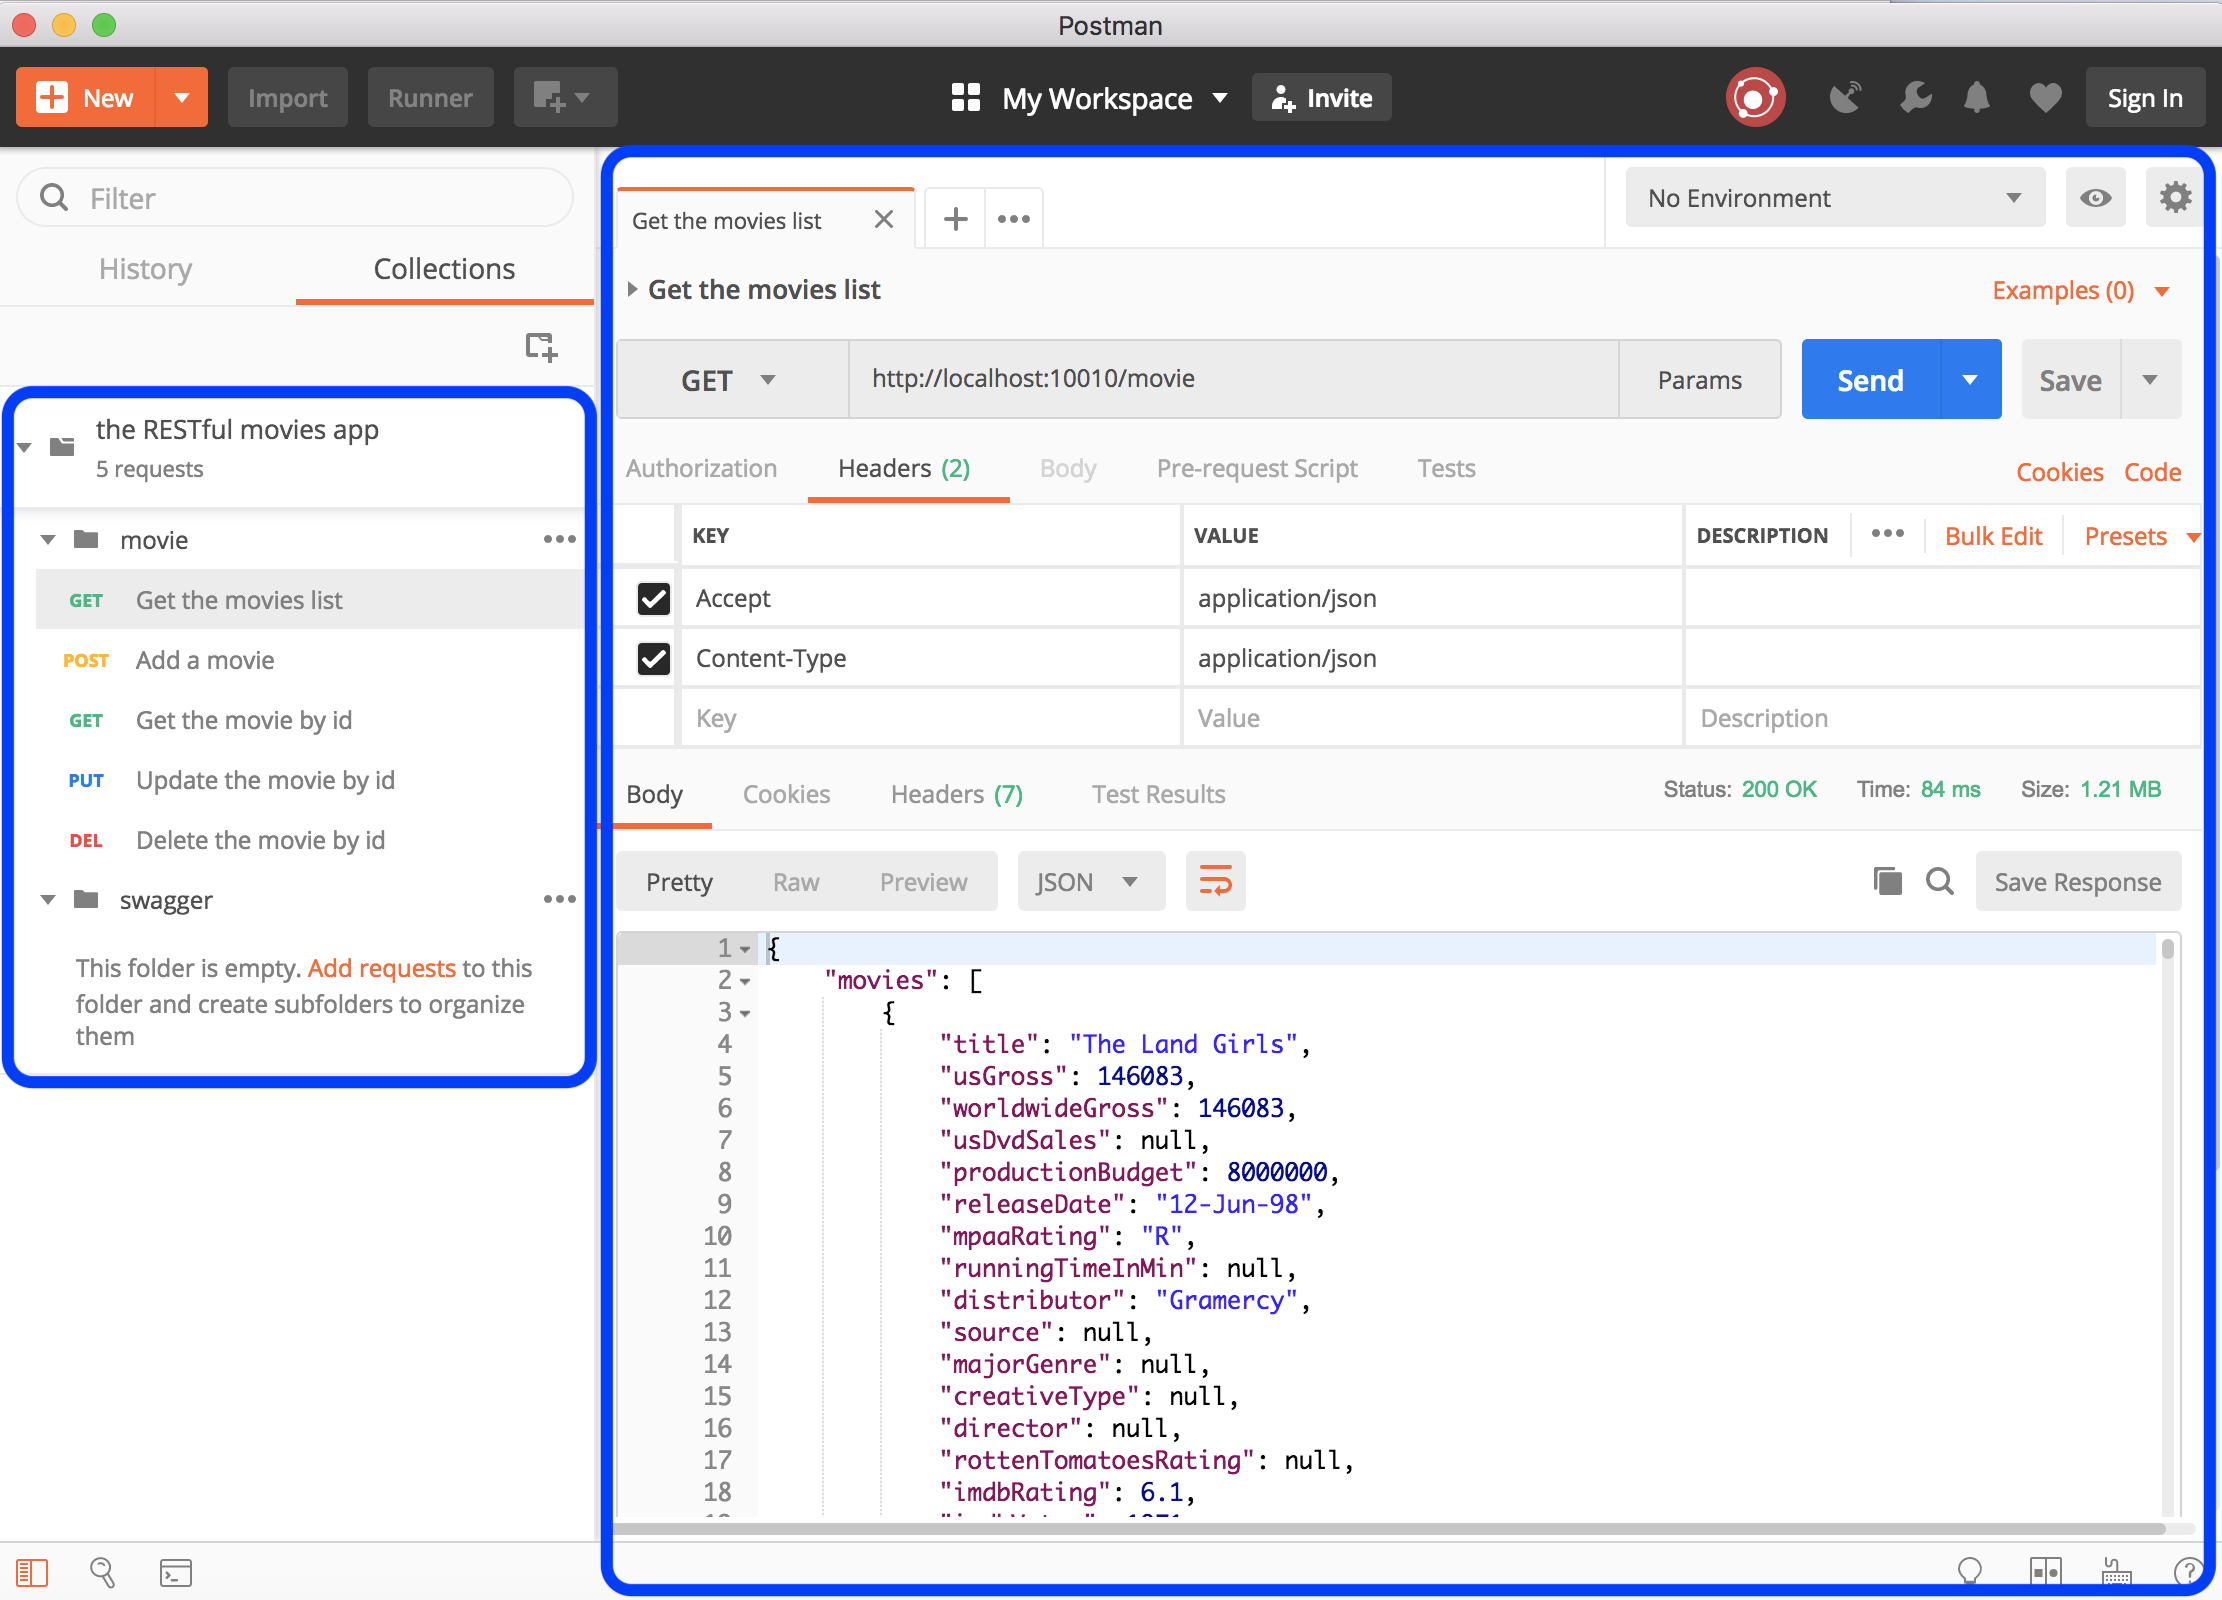 Postman
New
Import
Runner
My Workspace
Invite
Sign In
Filter
History
Collections
the RESTful movies app
5 requests
movie
GET Get the movies list
POST Add a movie
GET Get the movie by id
PUT Update the movie by id
DEL Delete the movie by id
swagger
This folder is empty. Add requests to this
folder and create subfolders to organize
them
Get the movies list
No Environment
Get the movies list
Examples (0)
GET
http://localhost:10010/movie
Params
Send
Save
Authorization
Headers (2)
Body
Pre-request Script
Tests
Cookies
Code
KEY VALUE DESCRIPTION
Bulk Edit
Presets
Accept application/json
Content-Type application/json
Key Value Description
Body
Cookies
Headers (7)
Test Results
Status: 200 OK
Time: 84 ms
Size: 1.21 MB
Pretty
Raw
Preview
JSON
Save Response
1 {
2 "movies": [
3 {
4 "title": "The Land Girls",
5 "usGross": 146083,
6 "worldwideGross": 146083,
7 "usDvdSales": null,
8 "productionBudget": 8000000,
9 "releaseDate": "12-Jun-98",
10 "mpaaRating": "R",
11 "runningTimeInMin": null,
12 "distributor": "Gramercy",
13 "source": null,
14 "majorGenre": null,
15 "creativeType": null,
16 "director": null,
17 "rottenTomatoesRating": null,
18 "imdbRating": 6.1,